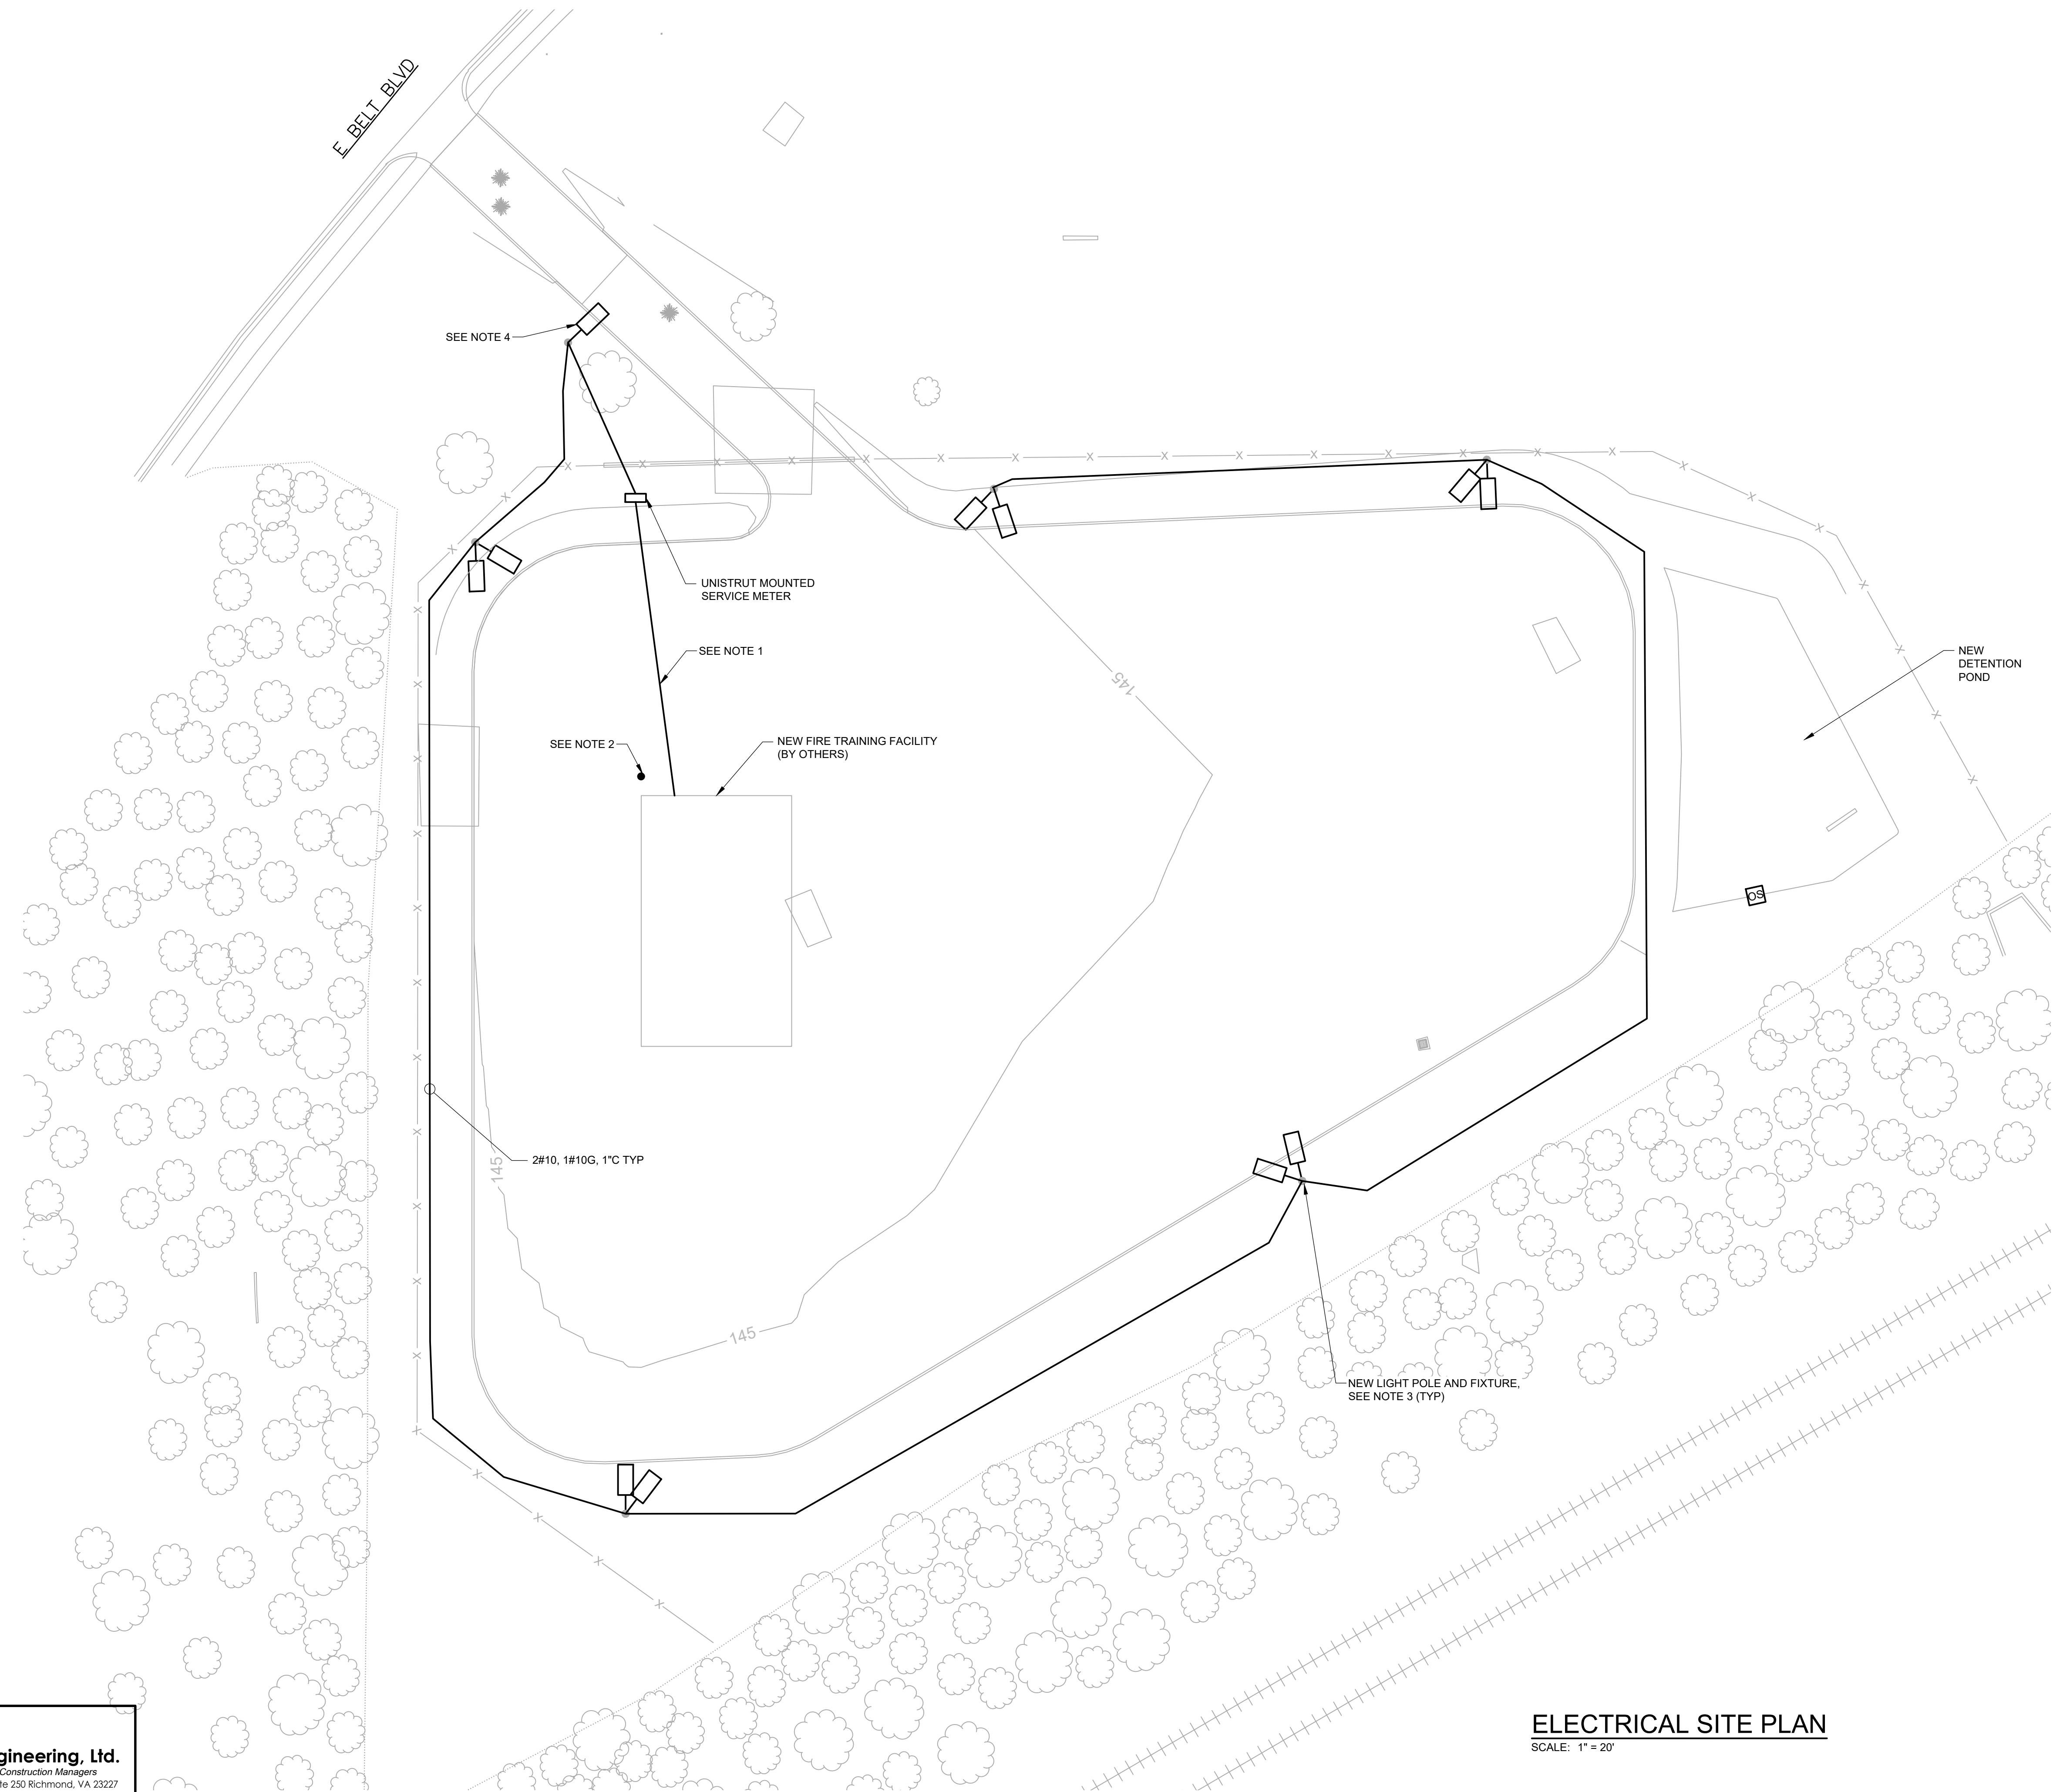 E BELT BLVD
SEE NOTE 4
UNISTRUT MOUNTED
SERVICE METER
SEE NOTE 1
145
NEW
DETENTION
POND
SEE NOTE 2
NEW FIRE TRAINING FACILITY
(BY OTHERS)
OS
2#10, 1#10G, 1"C TYP
145
145
NEW LIGHT POLE AND FIXTURE,
SEE NOTE 3 (TYP)
ELECTRICAL SITE PLAN
SCALE: 1" = 20'
gineering, Ltd.
Construction Managers
te 250 Richmond, VA 23227